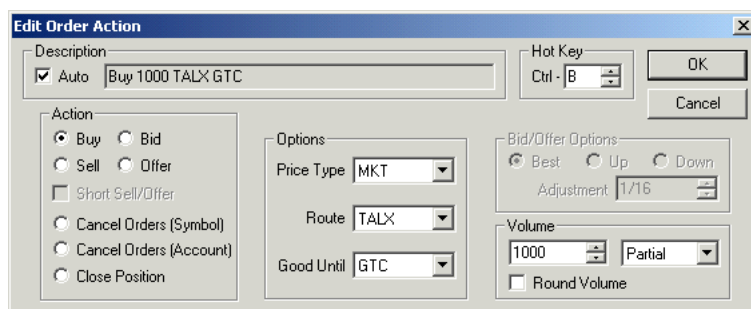 Edit Order Action
Description
Auto Buy 1000 TALX GTC
Hot Key
Ctrl - B
OK
Cancel
Action
Buy Bid
Sell Offer
Short Sell/Offer
Cancel Orders (Symbol)
Cancel Orders (Account)
Close Position
Options
Price Type MKT
Route TALX
Good Until GTC
Bid/Offer Options
Best Up Down
Adjustment 1/16
Volume
1000 Partial
Round Volume